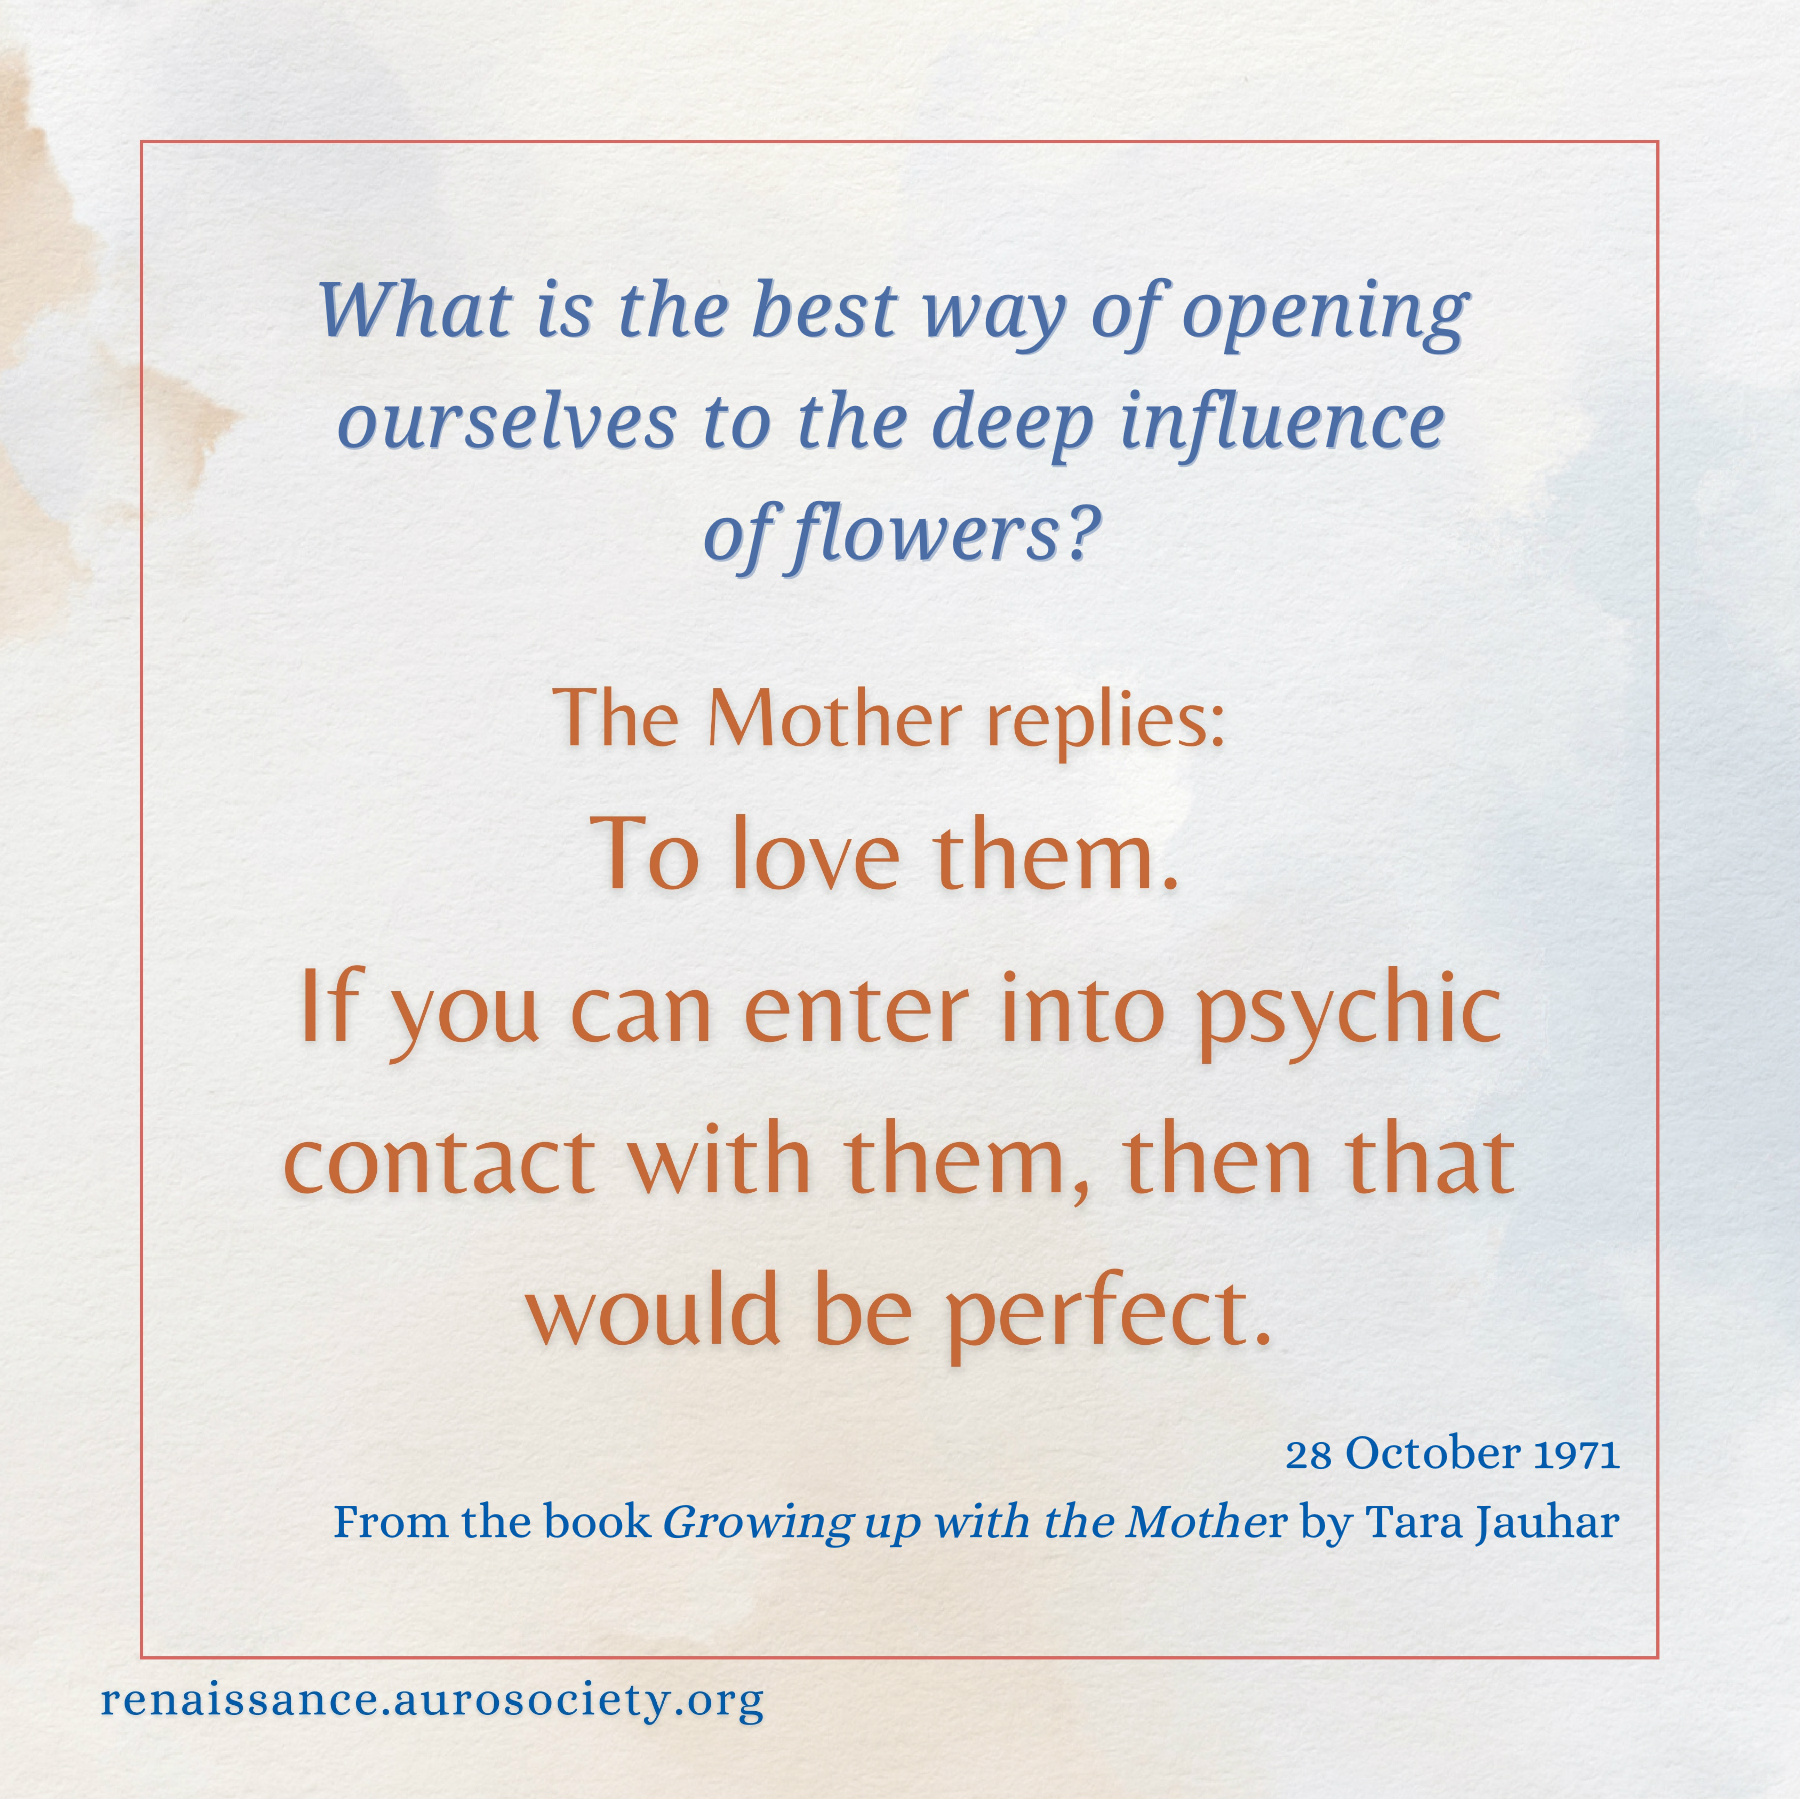 What is the best way of opening
ourselves to the deep influence
of flowers?
The Mother replies:
To love them.
If you can enter into psychic
contact with them, then that
would be perfect.
28 October 1971
From the book Growing up with the Mother by Tara Jauhar
renaissance.aurosociety.org